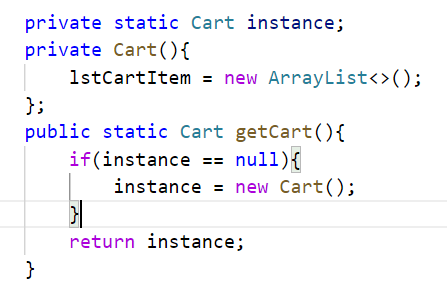 private static Cart instance;
private Cart(){
    lstCartItem = new ArrayList<>();
};
public static Cart getCart(){
    if(instance == null){
        instance = new Cart();
    }
    return instance;
}